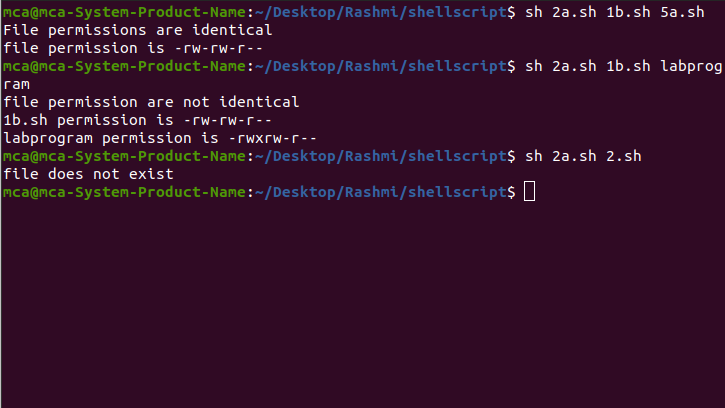 mca@mca-System-Product-Name:~/Desktop/Rashmi/shellscript$ sh 2a.sh 1b.sh 5a.sh
File permissions are identical
file permission is -rw-rw-r--
mca@mca-System-Product-Name:~/Desktop/Rashmi/shellscript$ sh 2a.sh 1b.sh labprog
ram
file permission are not identical
1b.sh permission is -rw-rw-r--
labprogram permission is -rwxrw-r--
mca@mca-System-Product-Name:~/Desktop/Rashmi/shellscript$ sh 2a.sh 2.sh
file does not exist
mca@mca-System-Product-Name:~/Desktop/Rashmi/shellscript$